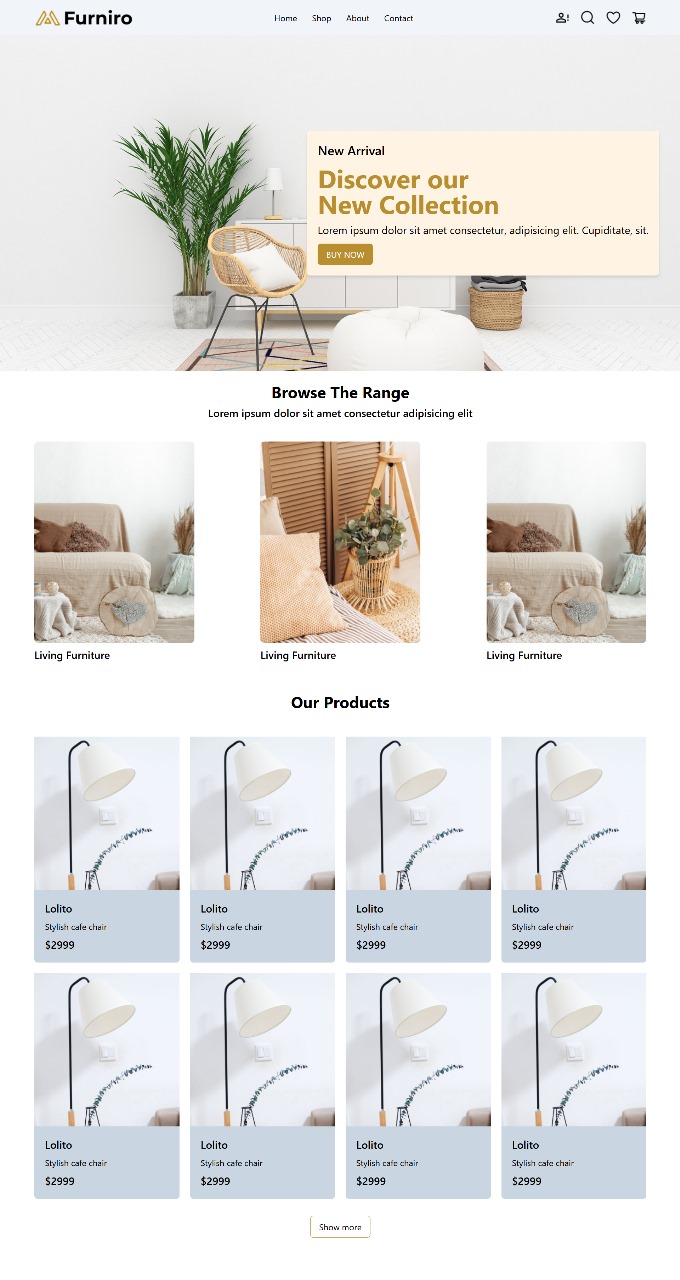 Furniro
Home Shop About Contact
New Arrival
Discover our
New Collection
Lorem ipsum dolor sit amet consectetur, adipisicing elit. Cupiditate, sit.
BUY NOW
Browse The Range
Lorem ipsum dolor sit amet consectetur adipisicing elit
Living Furniture Living Furniture Living Furniture
Our Products
Lolito Lolito Lolito Lolito
Stylish cafe chair Stylish cafe chair Stylish cafe chair Stylish cafe chair
$2999 $2999 $2999 $2999
Lolito Lolito Lolito Lolito
Stylish cafe chair Stylish cafe chair Stylish cafe chair Stylish cafe chair
$2999 $2999 $2999 $2999
Show more